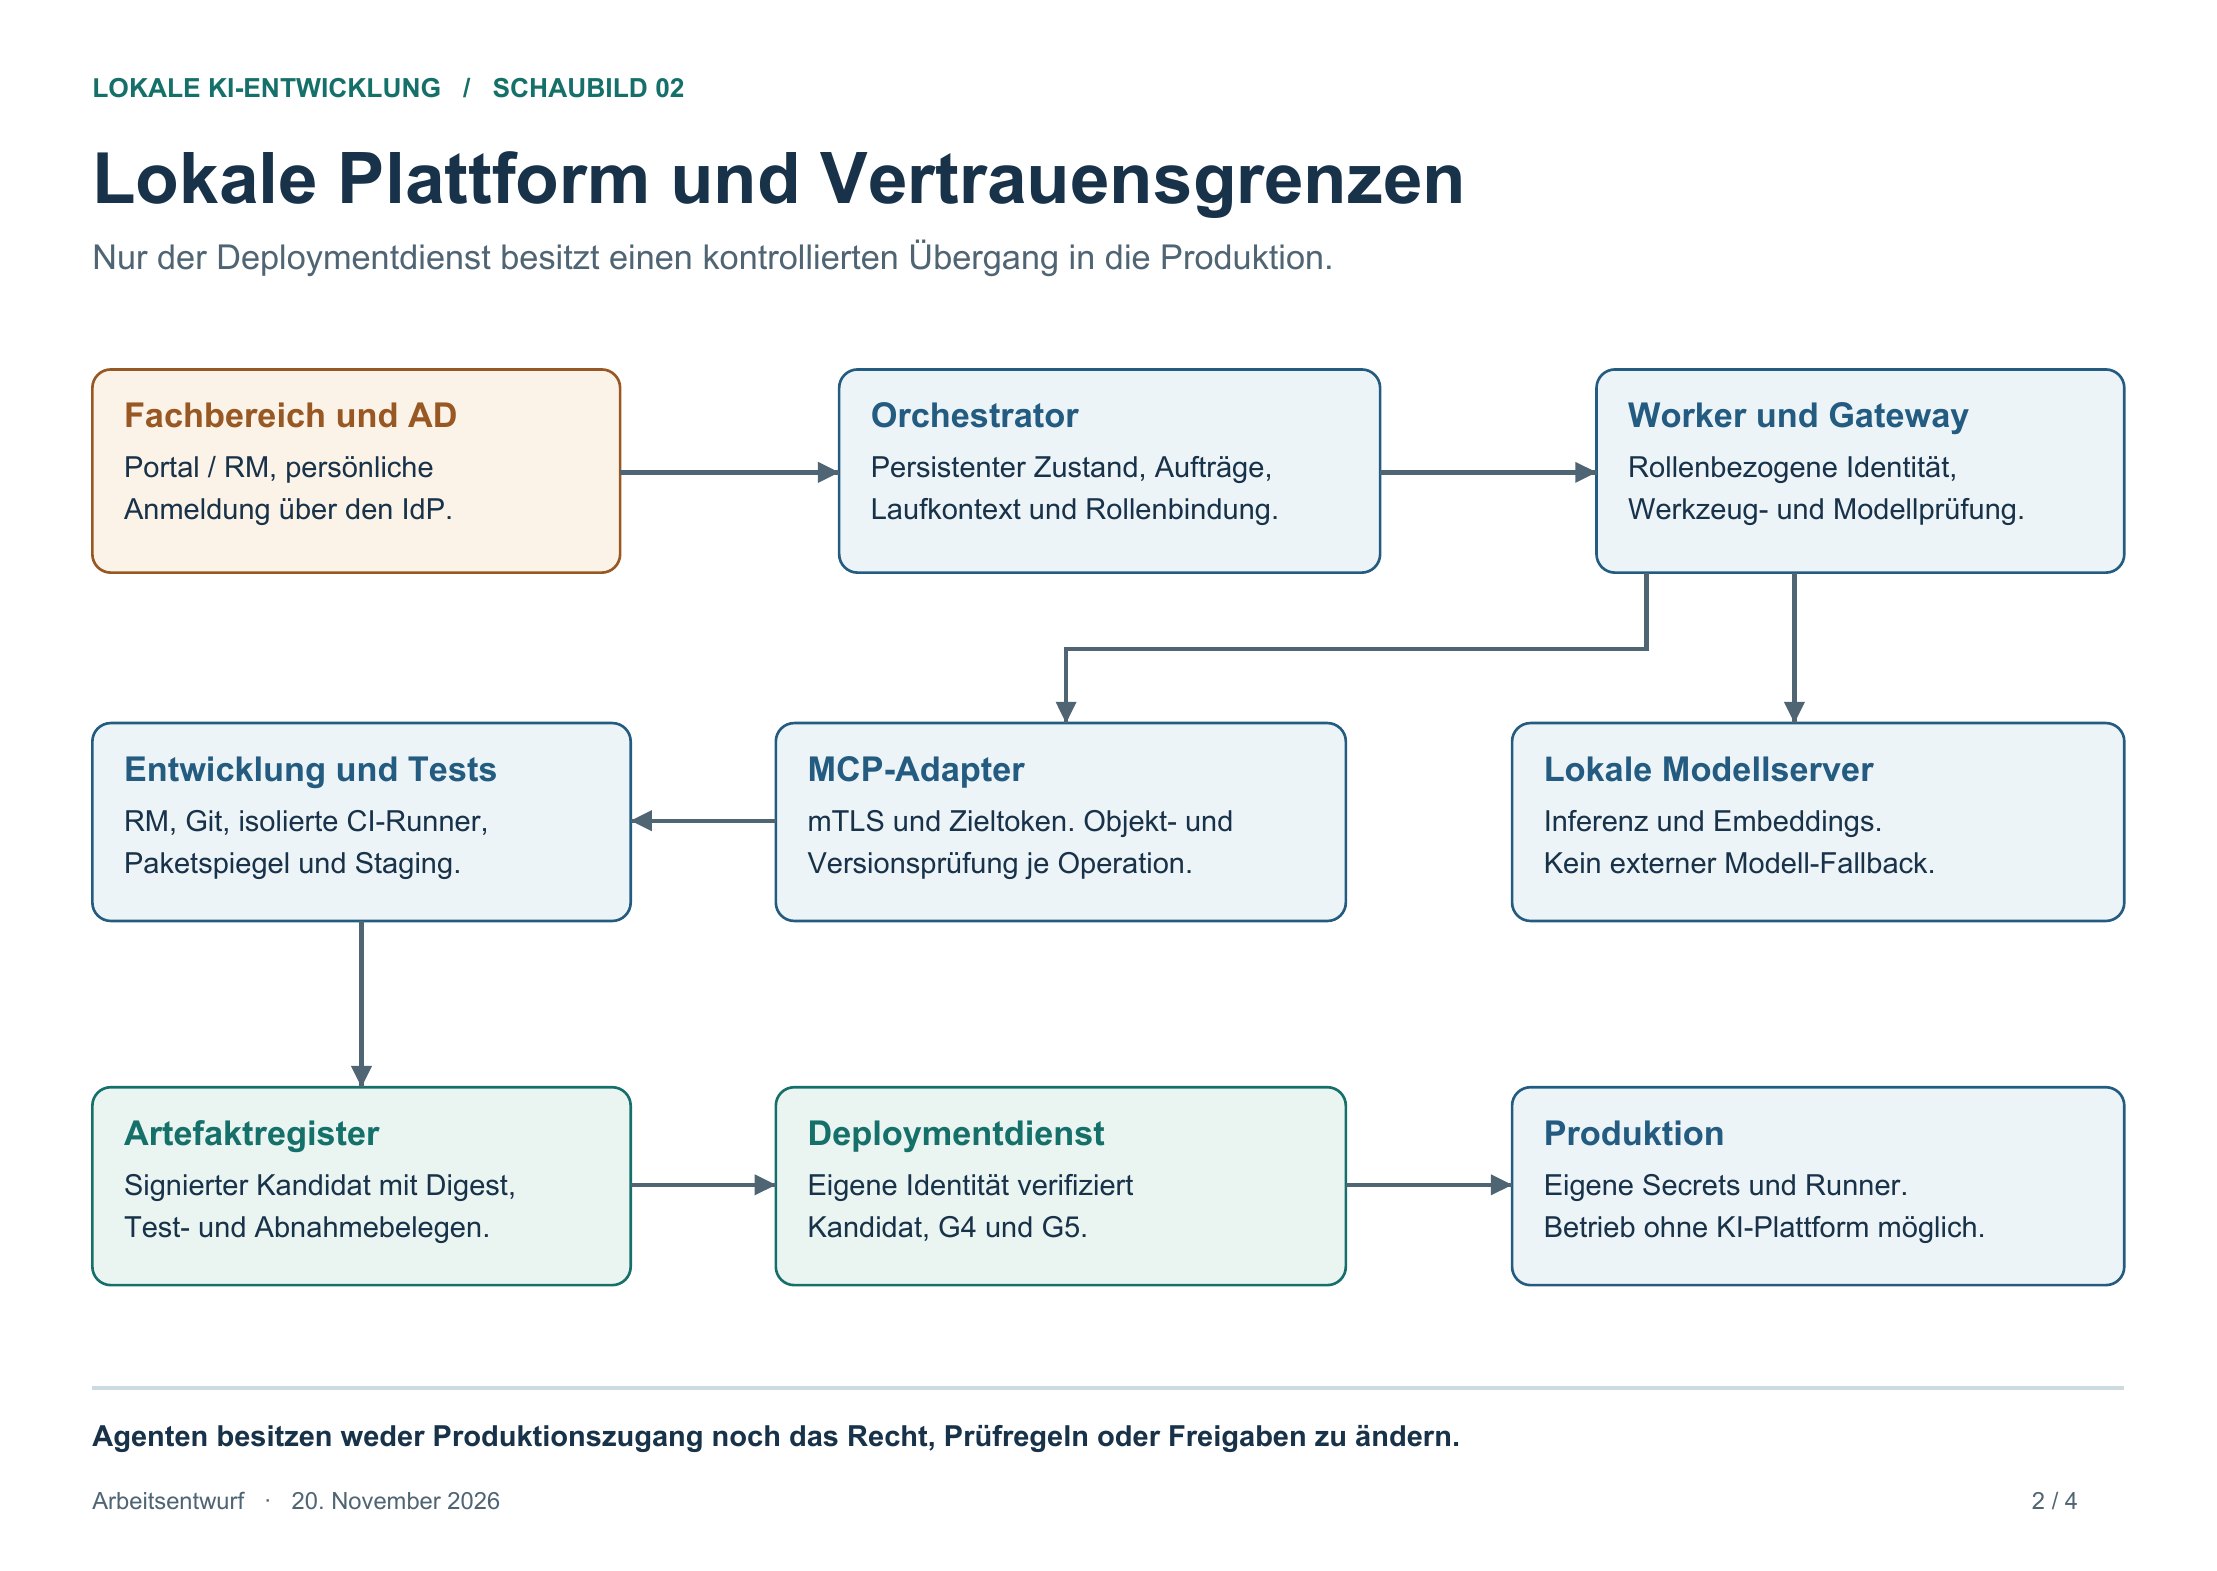 LOKALE KI-ENTWICKLUNG / SCHAUBILD 02
Lokale Plattform und Vertrauensgrenzen
Nur der Deploymentdienst besitzt einen kontrollierten Übergang in die Produktion.
Fachbereich und AD
Portal / RM, persönliche
Anmeldung über den IdP.
Orchestrator
Persistenter Zustand, Aufträge,
Laufkontext und Rollenbindung.
Worker und Gateway
Rollenbezogene Identität,
Werkzeug- und Modellprüfung.
Entwicklung und Tests
RM, Git, isolierte CI-Runner,
Paketspiegel und Staging.
MCP-Adapter
mTLS und Zieltoken. Objekt- und
Versionsprüfung je Operation.
Lokale Modellserver
Inferenz und Embeddings.
Kein externer Modell-Fallback.
Artefaktregister
Signierter Kandidat mit Digest,
Test- und Abnahmebelegen.
Deploymentdienst
Eigene Identität verifiziert
Kandidat, G4 und G5.
Produktion
Eigene Secrets und Runner.
Betrieb ohne KI-Plattform möglich.
Agenten besitzen weder Produktionszugang noch das Recht, Prüfregeln oder Freigaben zu ändern.
Arbeitsentwurf · 20. November 2026
2 / 4